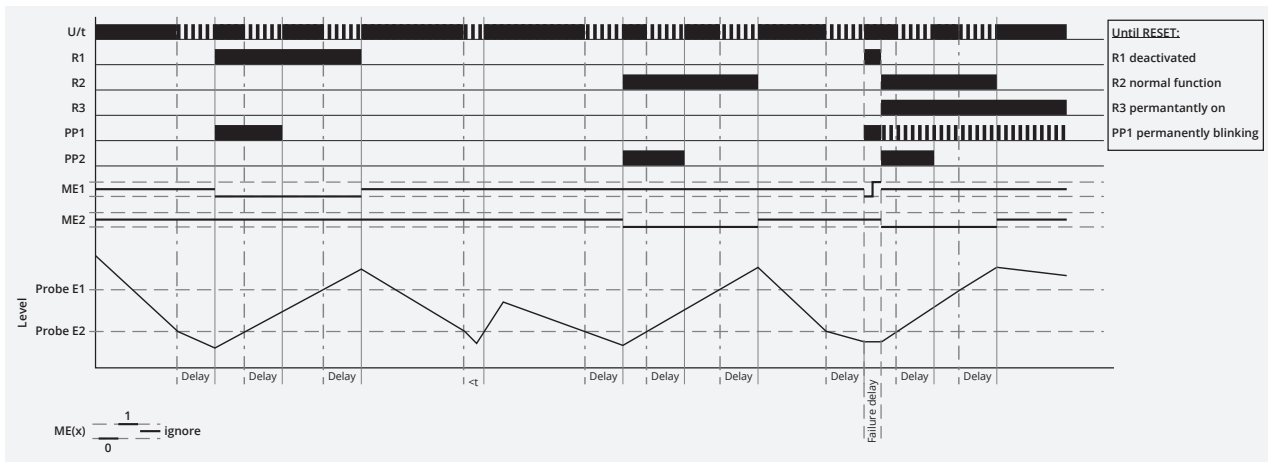 U/t
R1
R2
R3
PP1
PP2
ME1
ME2
Probe E1
Probe E2
Level
Delay
Delay
Delay
<t
Delay
Delay
Delay
Delay
Failure delay
Delay
Delay
Until RESET:
R1 deactivated
R2 normal function
R3 permantantly on
PP1 permanently blinking
ME(x)
1
0
ignore